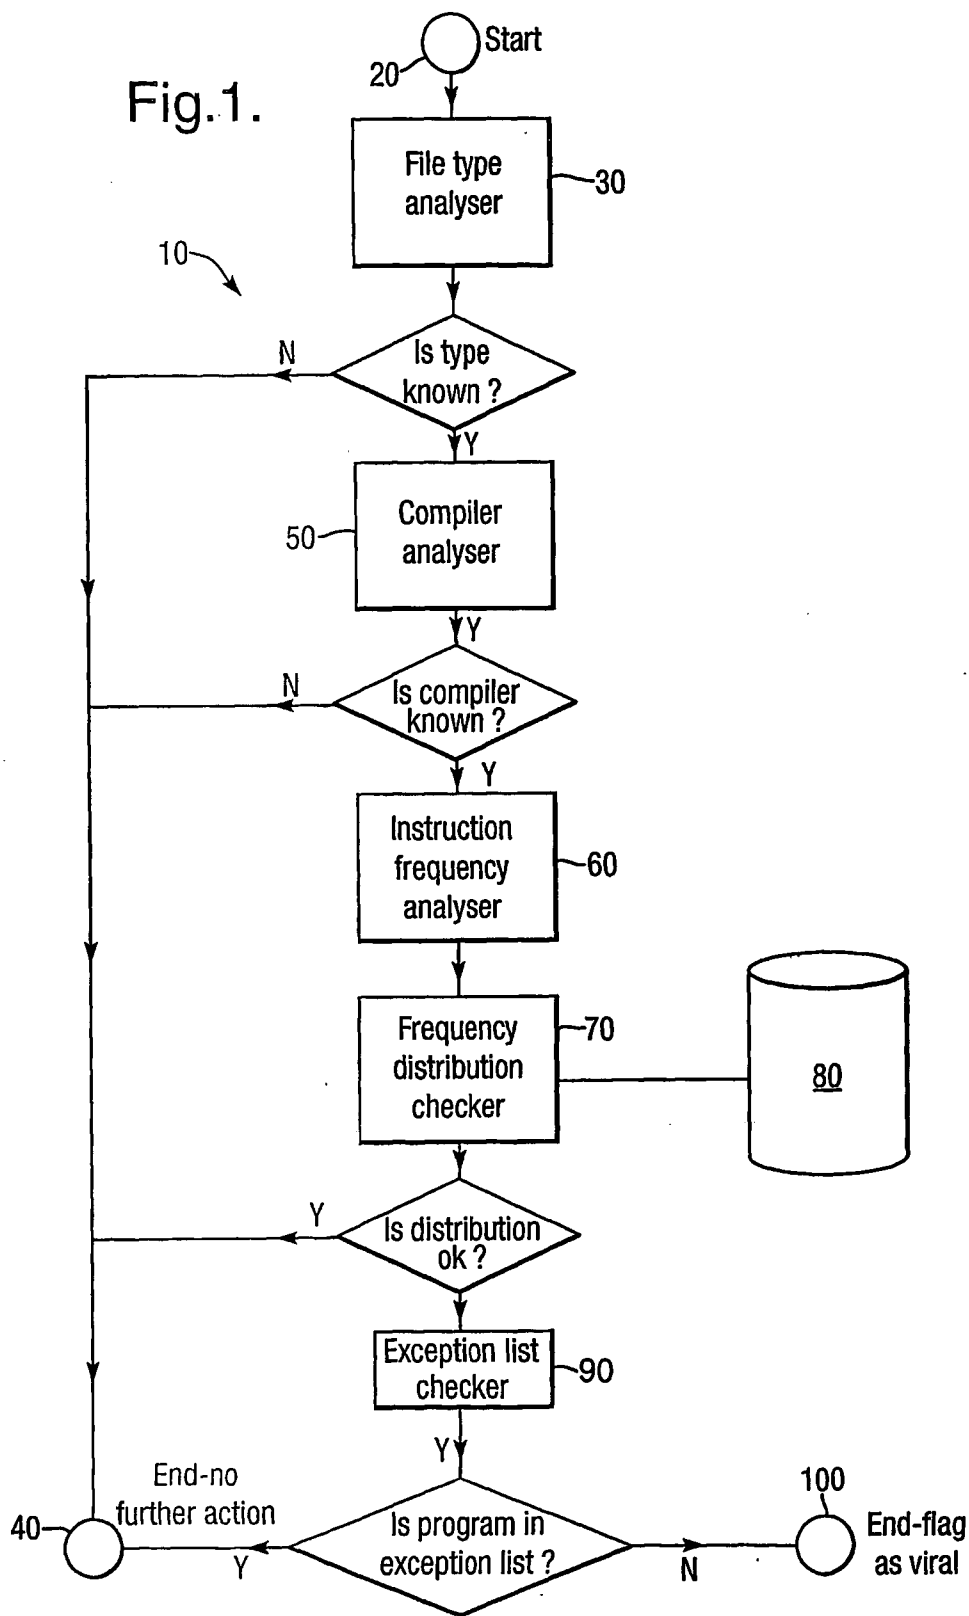 Start
20
Fig.1.
File type
analyser
30
10
Is type
known ?
N
Y
Compiler
analyser
50
Y
Is compiler
known ?
N
Y
Instruction
frequency
analyser
60
Frequency
distribution
checker
70
80
Is distribution
ok ?
Y
Exception list
checker
90
Y
Is program in
exception list ?
End-no
further action
40
Y
N
100
End-flag
as viral